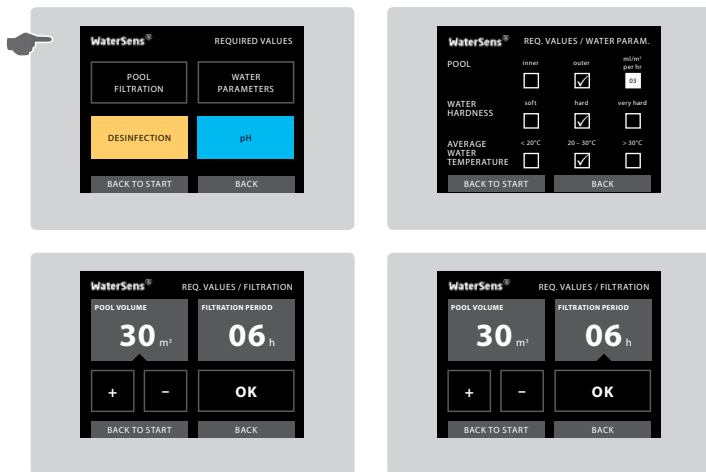 WaterSens® REQUIRED VALUES
POOL
FILTRATION
WATER
PARAMETERS
DESINFECTION
pH
BACK TO START BACK
WaterSens® REQ. VALUES / WATER PARAM.
POOL inner outer ml/m³
per hr
03
WATER
HARDNESS
soft hard very hard
AVERAGE
WATER
TEMPERATURE
< 20°C 20 – 30°C > 30°C
BACK TO START BACK
WaterSens® REQ. VALUES / FILTRATION
POOL VOLUME FILTRATION PERIOD
30 m³ 06 h
+ – OK
BACK TO START BACK
WaterSens® REQ. VALUES / FILTRATION
POOL VOLUME FILTRATION PERIOD
30 m³ 06 h
+ – OK
BACK TO START BACK